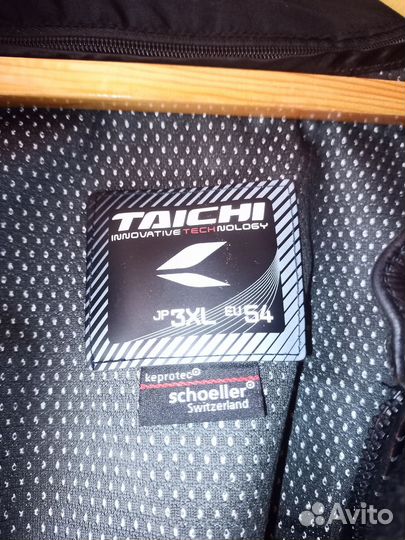 TAICHI
INNOVATIVE TECHNOLOGY
JP 3XL EU 54
keprotec®
schoeller®
Switzerland
Avito